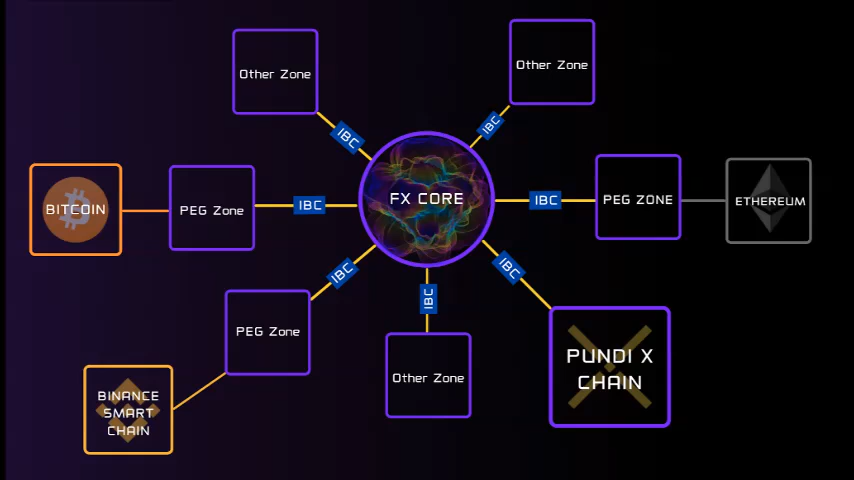 Other Zone
Other Zone
IBC
IBC
BITCOIN
PEG Zone
IBC
FX CORE
IBC
PEG ZONE
ETHEREUM
IBC
IBC
IBC
PEG Zone
Other Zone
PUNDI X
CHAIN
BINANCE
SMART
CHAIN